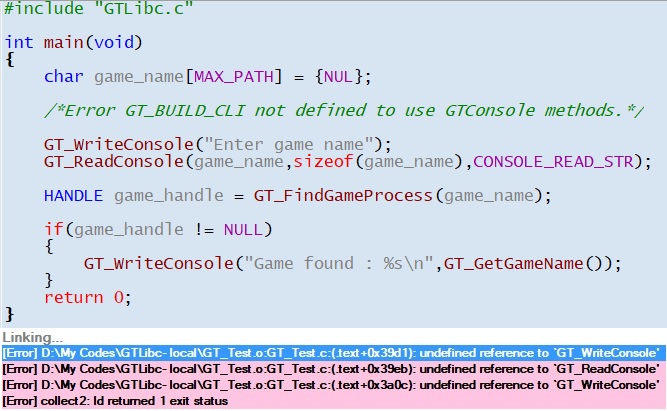 #include "GTLibc.c"
int main(void)
{
char game_name[MAX_PATH] = {NUL};
/*Error GT_BUILD_CLI not defined to use GTConsole methods.*/
GT_WriteConsole("Enter game name");
GT_ReadConsole(game_name,sizeof(game_name),CONSOLE_READ_STR);
HANDLE game_handle = GT_FindGameProcess(game_name);
if(game_handle != NULL)
{
GT_WriteConsole("Game found : %s\n",GT_GetGameName());
}
return 0;
}
Linking...
[Error] D:\My Codes\GTLibc- local\GT_Test.o:GT_Test.c:(.text+0x39d1): undefined reference to `GT_WriteConsole'
[Error] D:\My Codes\GTLibc- local\GT_Test.o:GT_Test.c:(.text+0x39eb): undefined reference to `GT_ReadConsole'
[Error] D:\My Codes\GTLibc- local\GT_Test.o:GT_Test.c:(.text+0x3a0c): undefined reference to `GT_WriteConsole'
[Error] collect2: ld returned 1 exit status